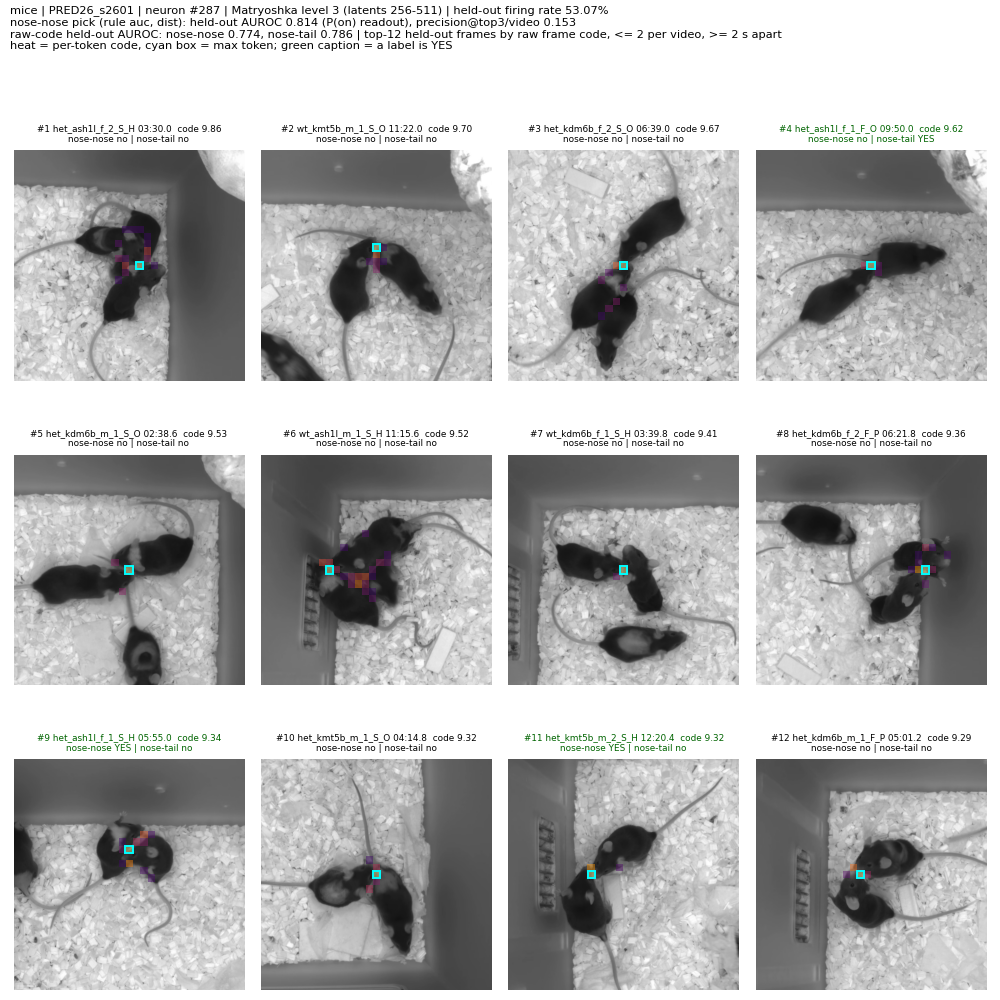 mice | PRED26_s2601 | neuron #287 | Matryoshka level 3 (latents 256-511) | held-out firing rate 53.07%
nose-nose pick (rule auc, dist): held-out AUROC 0.814 (P(on) readout), precision@top3/video 0.153
raw-code held-out AUROC: nose-nose 0.774, nose-tail 0.786 | top-12 held-out frames by raw frame code, <= 2 per video, >= 2 s apart
heat = per-token code, cyan box = max token; green caption = a label is YES
#1 het_ash1l_f_2_S_H 03:30.0 code 9.86
nose-nose no | nose-tail no
#2 wt_kmt5b_m_1_S_O 11:22.0 code 9.70
nose-nose no | nose-tail no
#3 het_kdm6b_f_2_S_O 06:39.0 code 9.67
nose-nose no | nose-tail no
#4 het_ash1l_f_1_F_O 09:50.0 code 9.62
nose-nose no | nose-tail YES
#5 het_kdm6b_m_1_S_O 02:38.6 code 9.53
nose-nose no | nose-tail no
#6 wt_ash1l_m_1_S_H 11:15.6 code 9.52
nose-nose no | nose-tail no
#7 wt_kdm6b_f_1_S_H 03:39.8 code 9.41
nose-nose no | nose-tail no
#8 het_kdm6b_f_2_F_P 06:21.8 code 9.36
nose-nose no | nose-tail no
#9 het_ash1l_f_1_S_H 05:55.0 code 9.34
nose-nose YES | nose-tail no
#10 het_kmt5b_m_1_S_O 04:14.8 code 9.32
nose-nose no | nose-tail no
#11 het_kmt5b_m_2_S_H 12:20.4 code 9.32
nose-nose YES | nose-tail no
#12 het_kdm6b_m_1_F_P 05:01.2 code 9.29
nose-nose no | nose-tail no